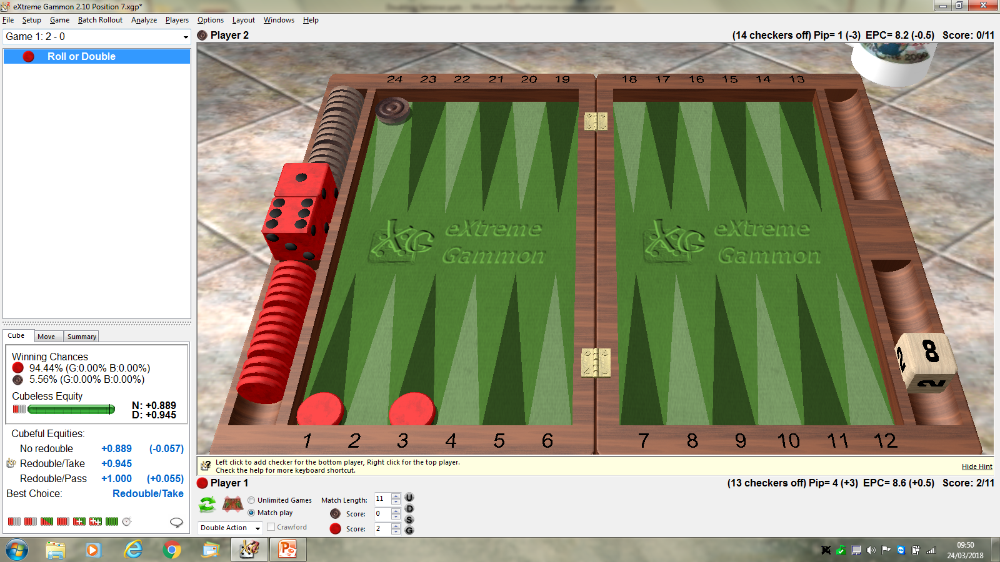 eXtreme Gammon 2.10 Position 7.xgp*
File Setup Game Batch Rollout Analyze Players Options Layout Windows Help
Game 1: 2 - 0
Player 2
(14 checkers off) Pip= 1 (-3) EPC= 8.2 (-0.5) Score: 0/11
Roll or Double
24 23 22 21 20 19 18 17 16 15 14 13
2009
XG eXtreme Gammon
XG eXtreme Gammon
8
2
2
1 2 3 4 5 6 7 8 9 10 11 12
Cube Move Summary
Winning Chances
94.44% (G:0.00% B:0.00%)
5.56% (G:0.00% B:0.00%)
Cubeless Equity
N: +0.889
D: +0.945
Cubeful Equities:
No redouble +0.889 (-0.057)
Redouble/Take +0.945
Redouble/Pass +1.000 (+0.055)
Best Choice: Redouble/Take
Left click to add checker for the bottom player, Right click for the top player.
Check the help for more keyboard shortcut.
Hide Hint
Player 1
(13 checkers off) Pip= 4 (+3) EPC= 8.6 (+0.5) Score: 2/11
Unlimited Games
Match play
Double Action
Crawford
Match Length: 11
Score: 0
Score: 2
U
D
S
G
09:50
24/03/2018